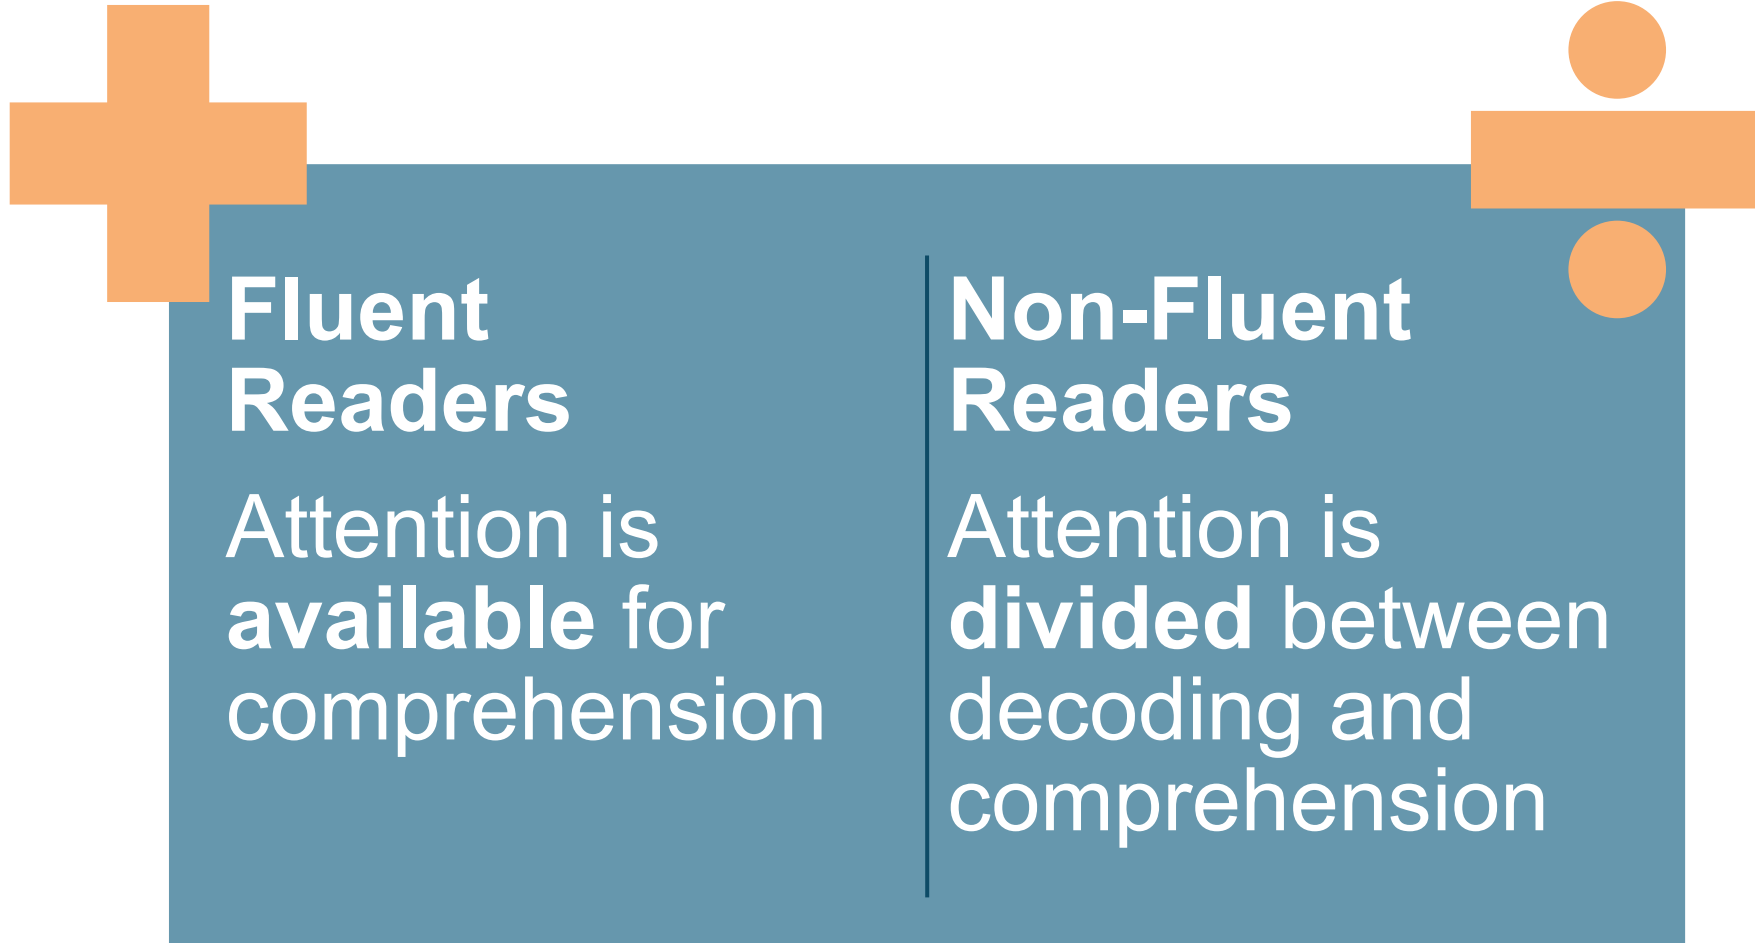 Fluent
Readers
Attention is
available for
comprehension
Non-Fluent
Readers
Attention is
divided between
decoding and
comprehension